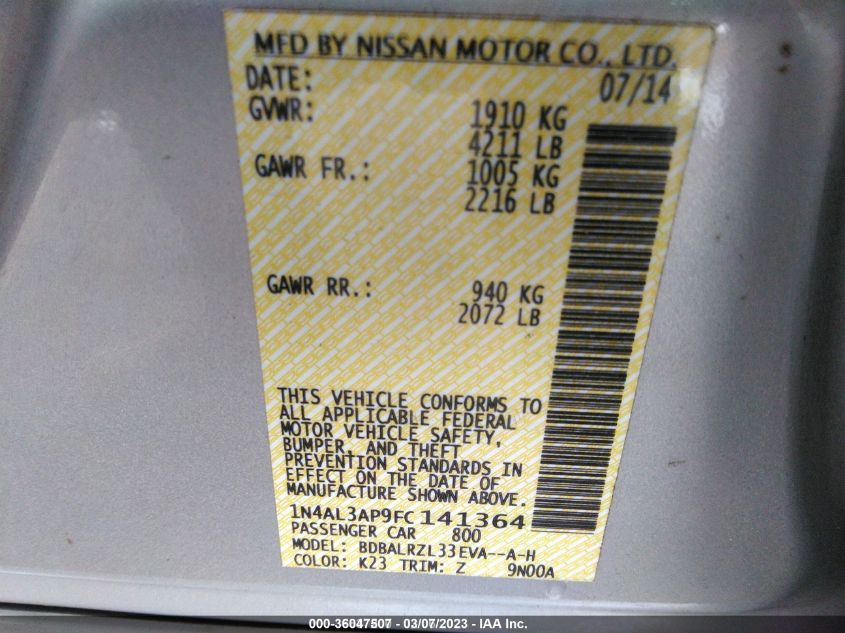 MFD BY NISSAN MOTOR CO., LTD.
DATE: 07/14
GVWR: 1910 KG
4211 LB
GAWR FR.: 1005 KG
2216 LB
GAWR RR.: 940 KG
2072 LB
THIS VEHICLE CONFORMS TO
ALL APPLICABLE FEDERAL
MOTOR VEHICLE SAFETY,
BUMPER, AND THEFT
PREVENTION STANDARDS IN
EFFECT ON THE DATE OF
MANUFACTURE SHOWN ABOVE.
1N4AL3AP9FC141364
PASSENGER CAR 800
MODEL: BDBALRZL33EVA--A-H
COLOR: K23 TRIM: Z 9N00A
000-36047507 - 03/07/2023 - IAA Inc.